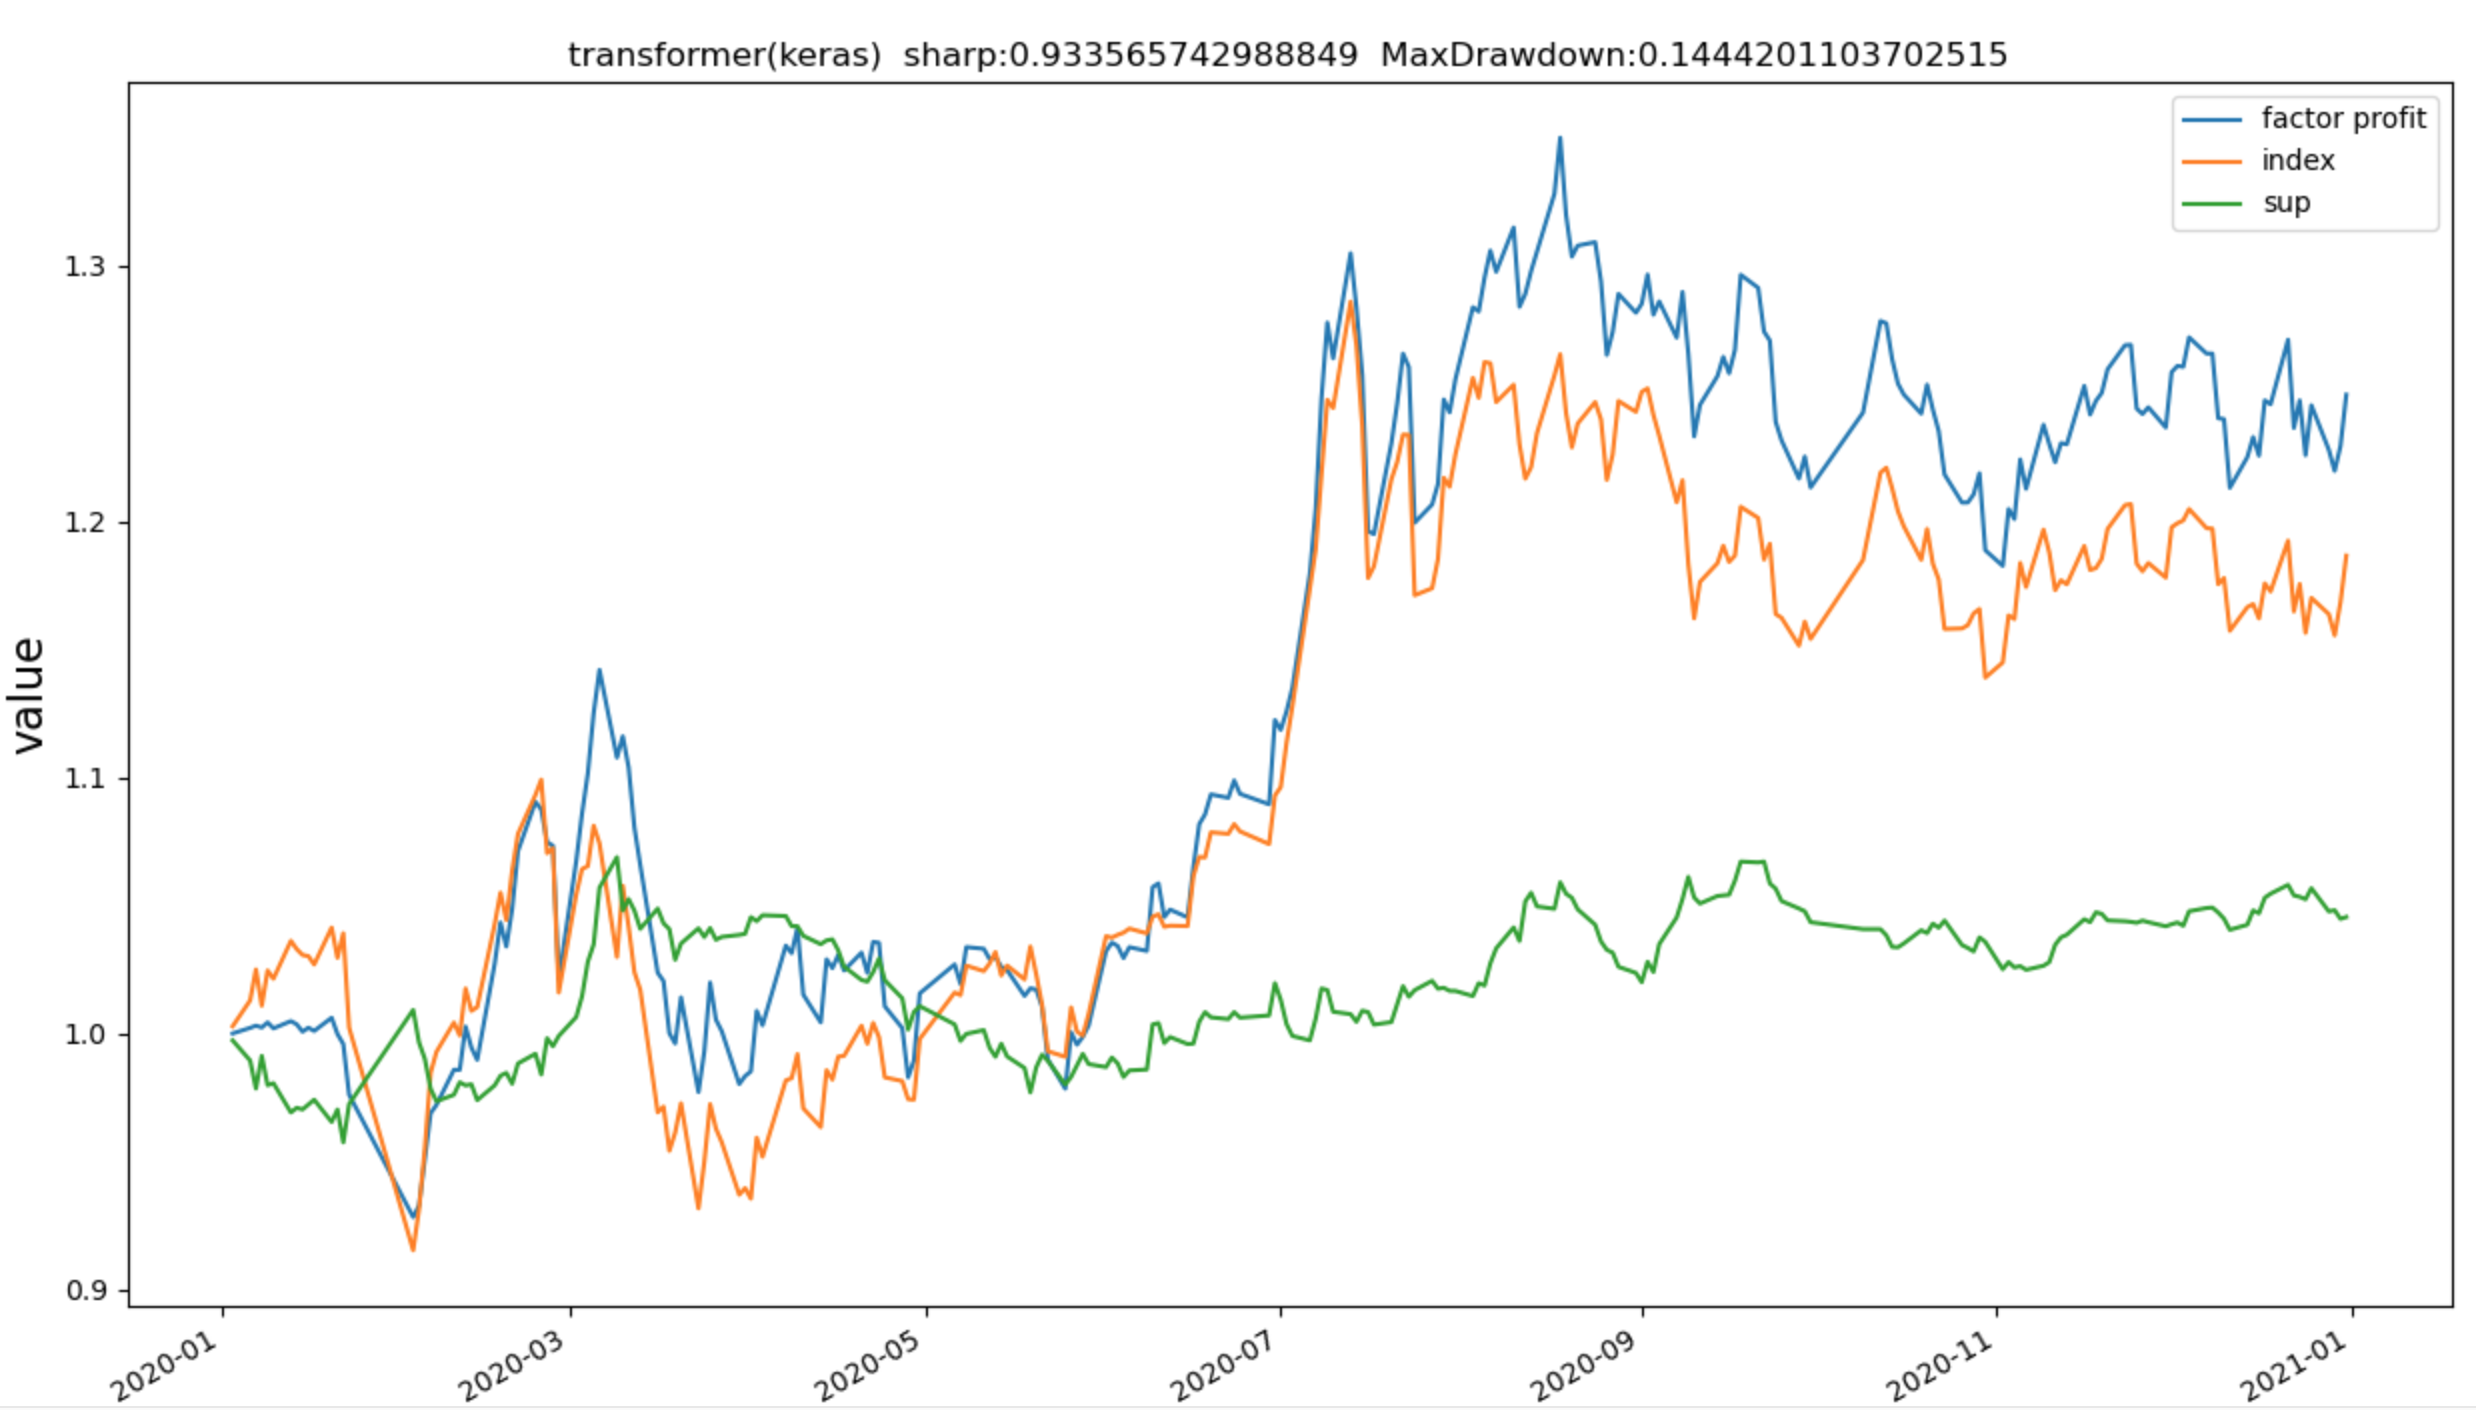 transformer(keras) sharp:0.933565742988849 MaxDrawdown:0.1444201103702515
factor profit
index
sup
value
1.3
1.2
1.1
1.0
0.9
2020-01
2020-03
2020-05
2020-07
2020-09
2020-11
2021-01